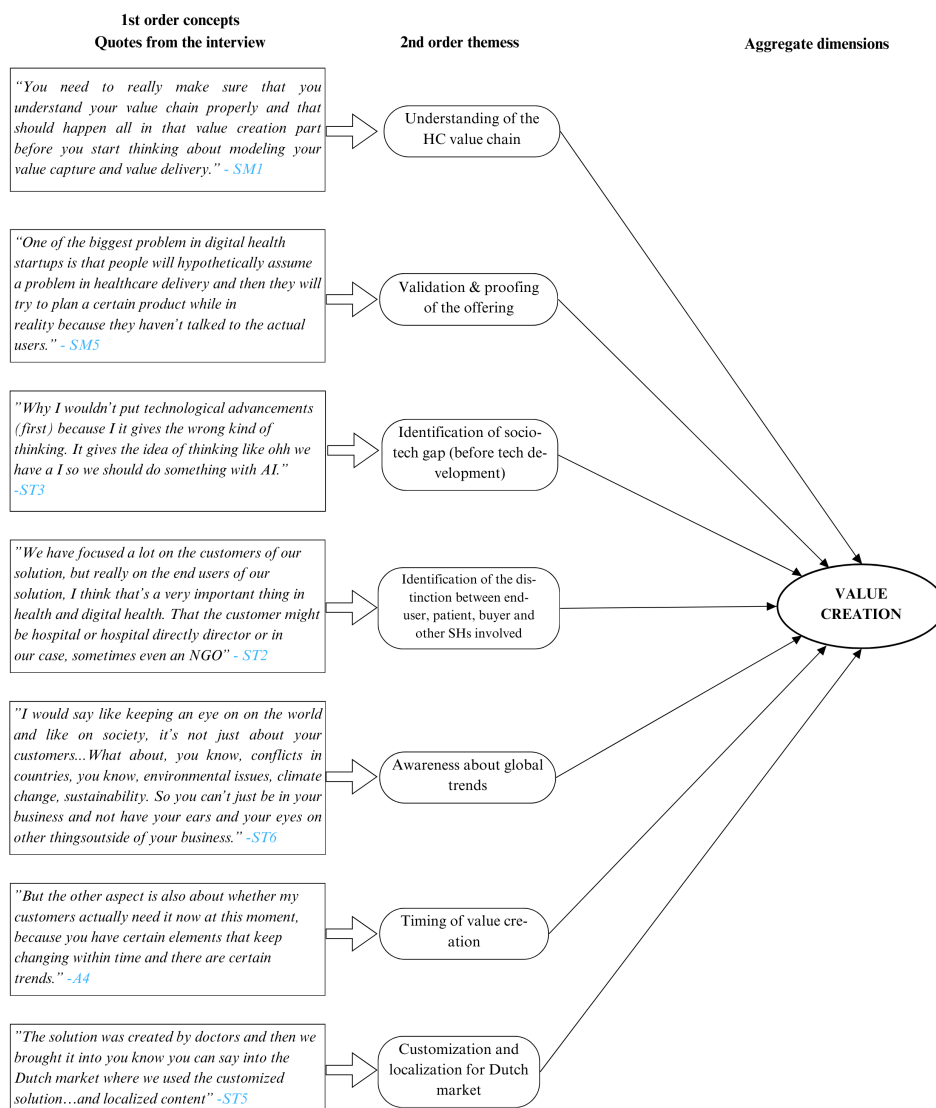 1st order concepts
Quotes from the interview
2nd order themess
Aggregate dimensions
“You need to really make sure that you
understand your value chain properly and that
should happen all in that value creation part
before you start thinking about modeling your
value capture and value delivery.” - SM1
Understanding of the
HC value chain
“One of the biggest problem in digital health
startups is that people will hypothetically assume
a problem in healthcare delivery and then they will
try to plan a certain product while in
reality because they haven’t talked to the actual
users.” - SM5
Validation & proofing
of the offering
”Why I wouldn’t put technological advancements
(first) because I it gives the wrong kind of
thinking. It gives the idea of thinking like ohh we
have a I so we should do something with AI.”
-ST3
Identification of socio-
tech gap (before tech de-
velopment)
”We have focused a lot on the customers of our
solution, but really on the end users of our
solution, I think that’s a very important thing in
health and digital health. That the customer might
be hospital or hospital directly director or in
our case, sometimes even an NGO” - ST2
Identification of the dis-
tinction between end-
user, patient, buyer and
other SHs involved
VALUE
CREATION
”I would say like keeping an eye on on the world
and like on society, it’s not just about your
customers...What about, you know, conflicts in
countries, you know, environmental issues, climate
change, sustainability. So you can’t just be in your
business and not have your ears and your eyes on
other thingsoutside of your business.” -ST6
Awareness about global
trends
”But the other aspect is also about whether my
customers actually need it now at this moment,
because you have certain elements that keep
changing within time and there are certain
trends.” -A4
Timing of value cre-
ation
”The solution was created by doctors and then we
brought it into you know you can say into the
Dutch market where we used the customized
solution...and localized content” -ST5
Customization and
localization for Dutch
market